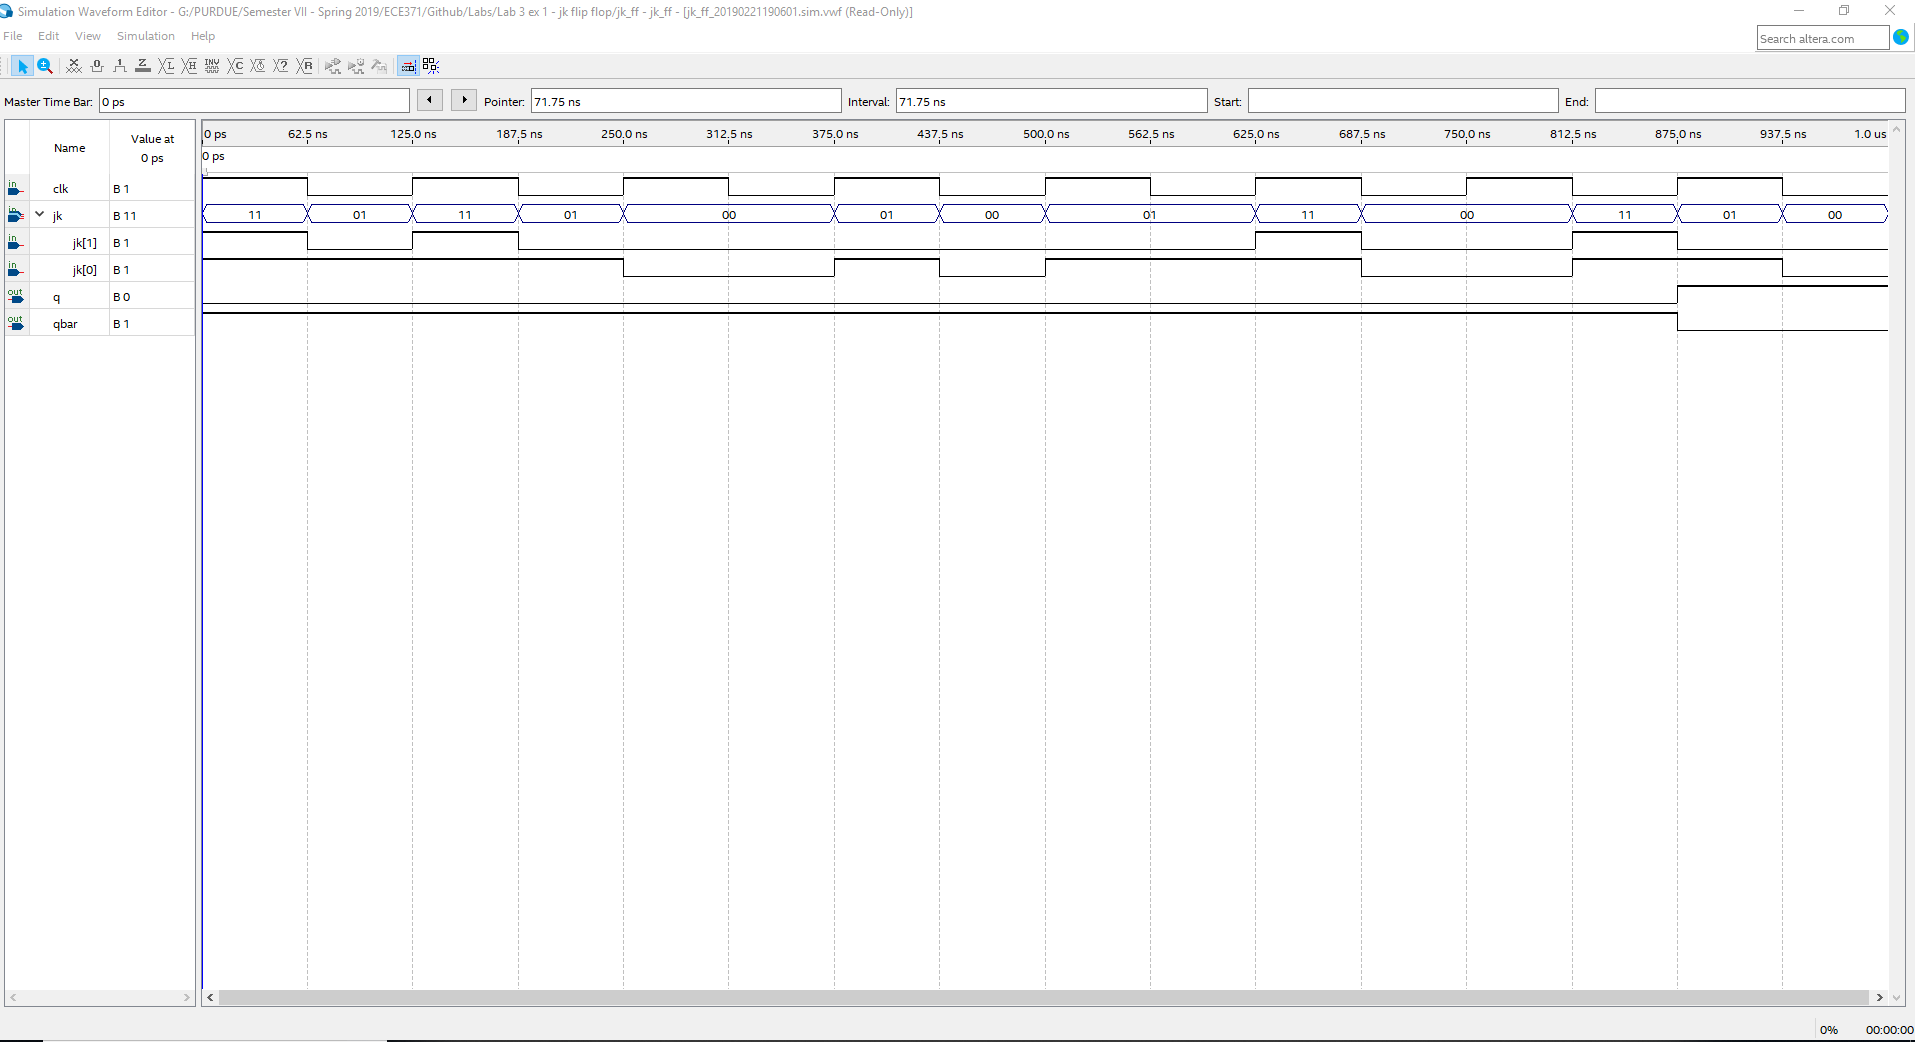 Simulation Waveform Editor - G:/PURDUE/Semester VII - Spring 2019/ECE371/Github/Labs/Lab 3 ex 1 - jk flip flop/jk_ff - jk_ff - [jk_ff_20190221190601.sim.vwf (Read-Only)]
File Edit View Simulation Help
Search altera.com
Master Time Bar: 0 ps Pointer: 71.75 ns Interval: 71.75 ns Start: End:
Name Value at 0 ps
0 ps 62.5 ns 125.0 ns 187.5 ns 250.0 ns 312.5 ns 375.0 ns 437.5 ns 500.0 ns 562.5 ns 625.0 ns 687.5 ns 750.0 ns 812.5 ns 875.0 ns 937.5 ns 1.0 us
0 ps
in clk B 1
in jk B 11 11 01 11 01 00 01 00 01 11 00 11 01 00
in jk[1] B 1
in jk[0] B 1
out q B 0
out qbar B 1
0% 00:00:00